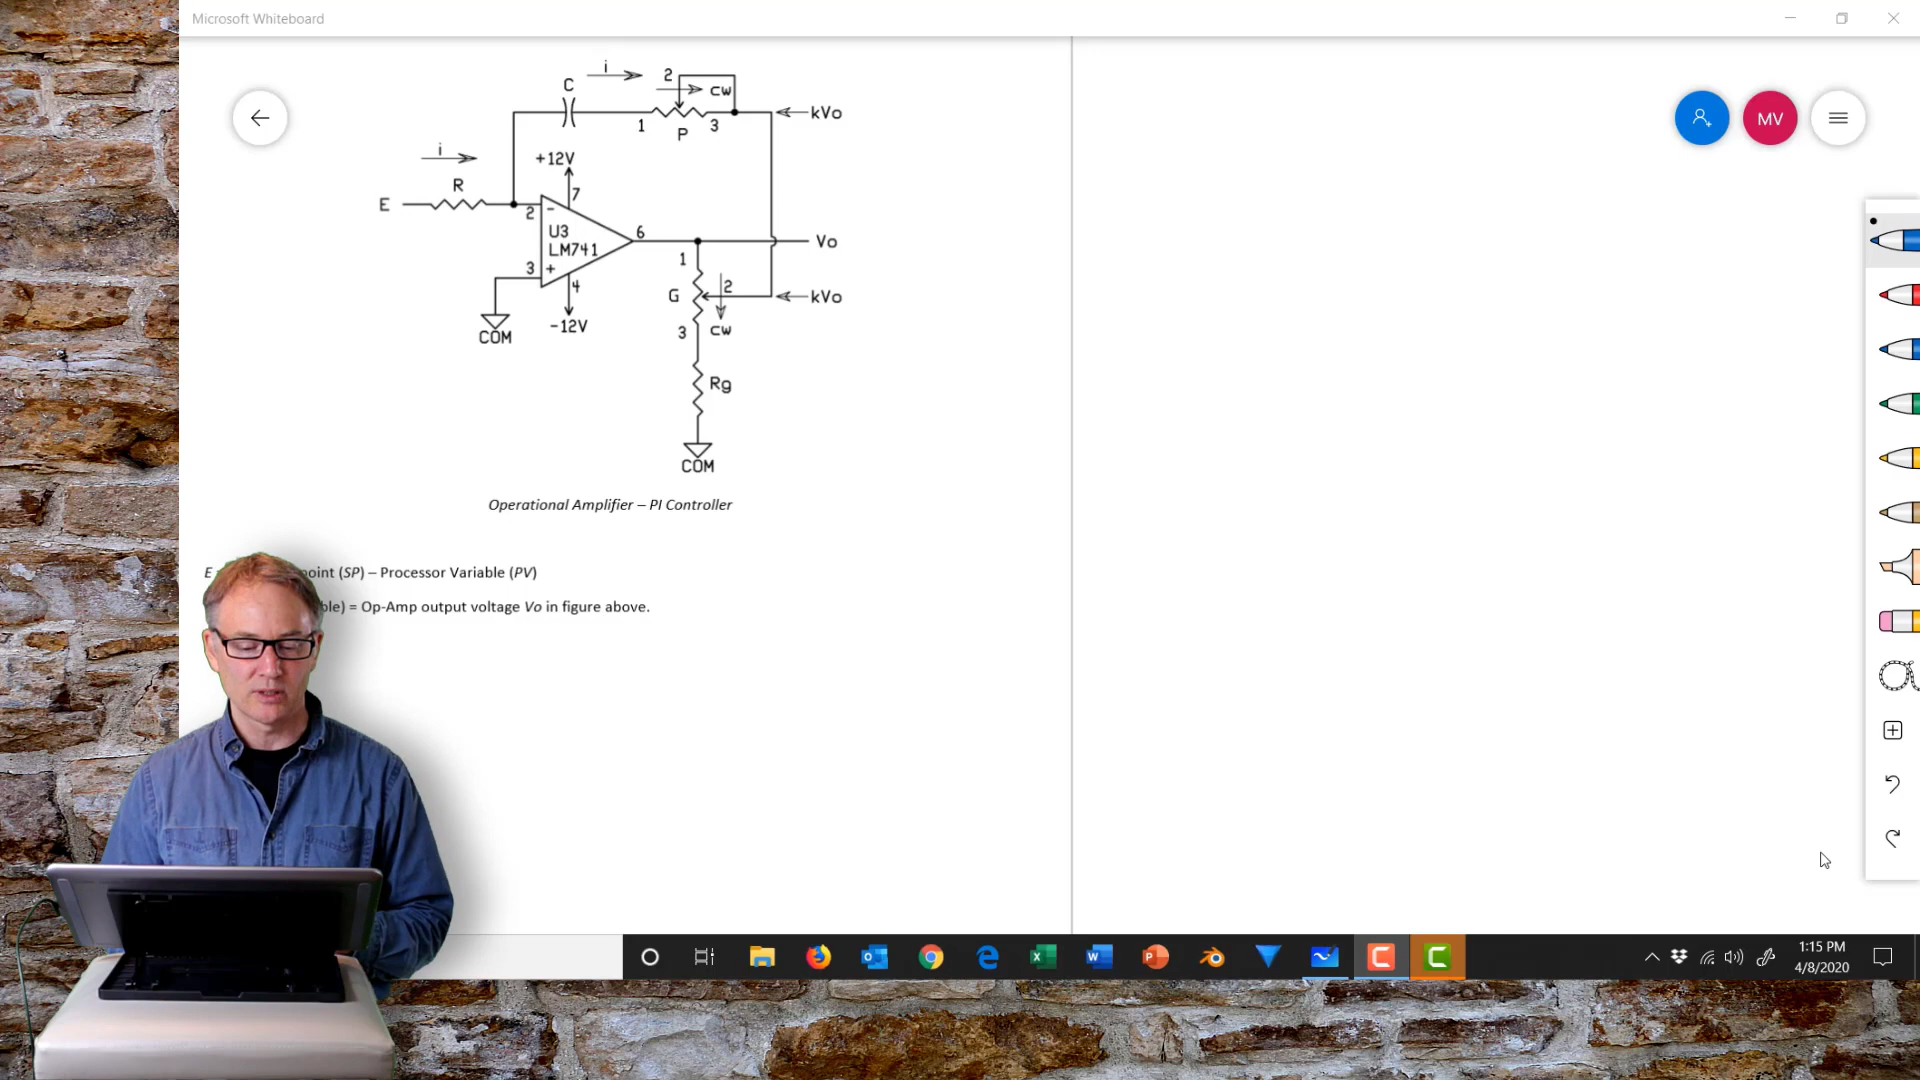 Microsoft Whiteboard
i
2
C
cw
kVo
1
3
P
MV
i
+12V
R
7
E
2
-
U3
6
LM741
Vo
1
3
+
4
2
G
kVo
-12V
3
cw
COM
Rg
COM
Operational Amplifier – PI Controller
E
point (SP) – Processor Variable (PV)
ble) = Op-Amp output voltage Vo in figure above.
1:15 PM
4/8/2020